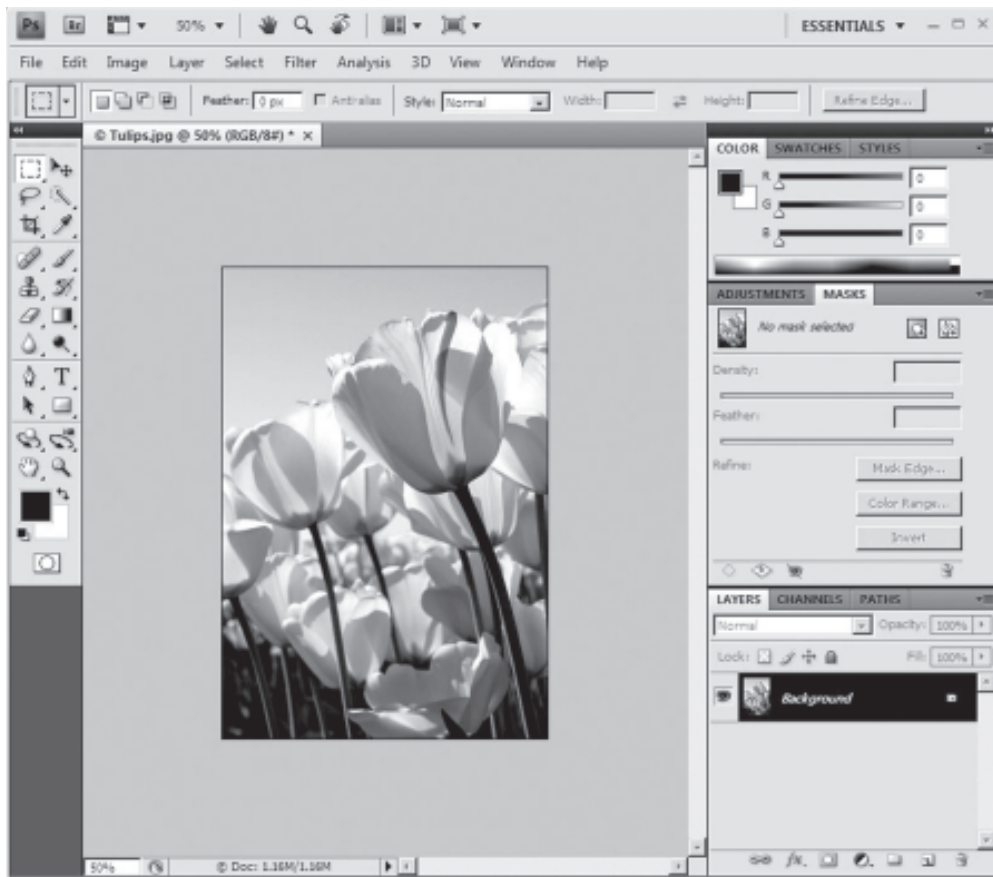 Ps Br 50% ESSENTIALS
File Edit Image Layer Select Filter Analysis 3D View Window Help
Feather: 0 px Anti-alias Style: Normal Width: Height: Refine Edge...
© Tulips.jpg @ 50% (RGB/8#) * ×
COLOR SWATCHES STYLES
R 0
G 0
B 0
ADJUSTMENTS MASKS
No mask selected
Density:
Feather:
Refine: Mask Edge...
Color Range...
Invert
LAYERS CHANNELS PATHS
Normal Opacity: 100%
Lock: Fill: 100%
Background
T
50% © Doc: 1.16M/1.16M
fx.